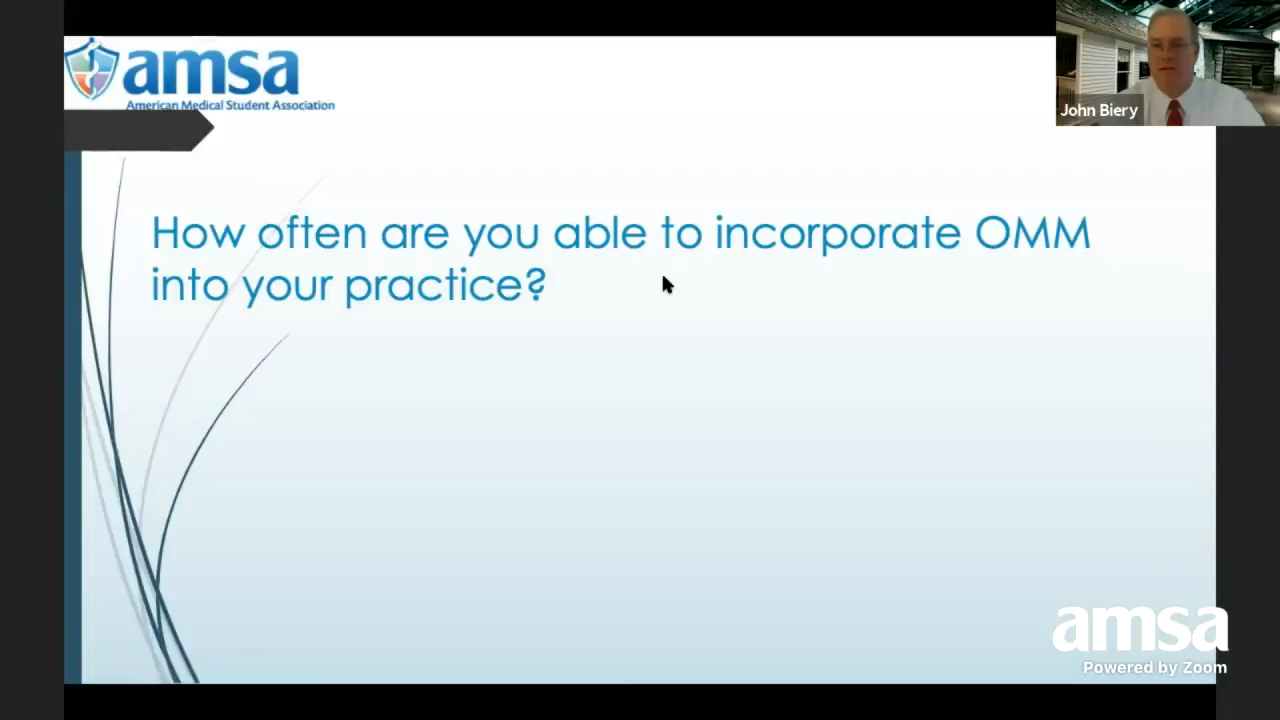 amsa
American Medical Student Association
John Biery
How often are you able to incorporate OMM
into your practice?
amsa
Powered by Zoom